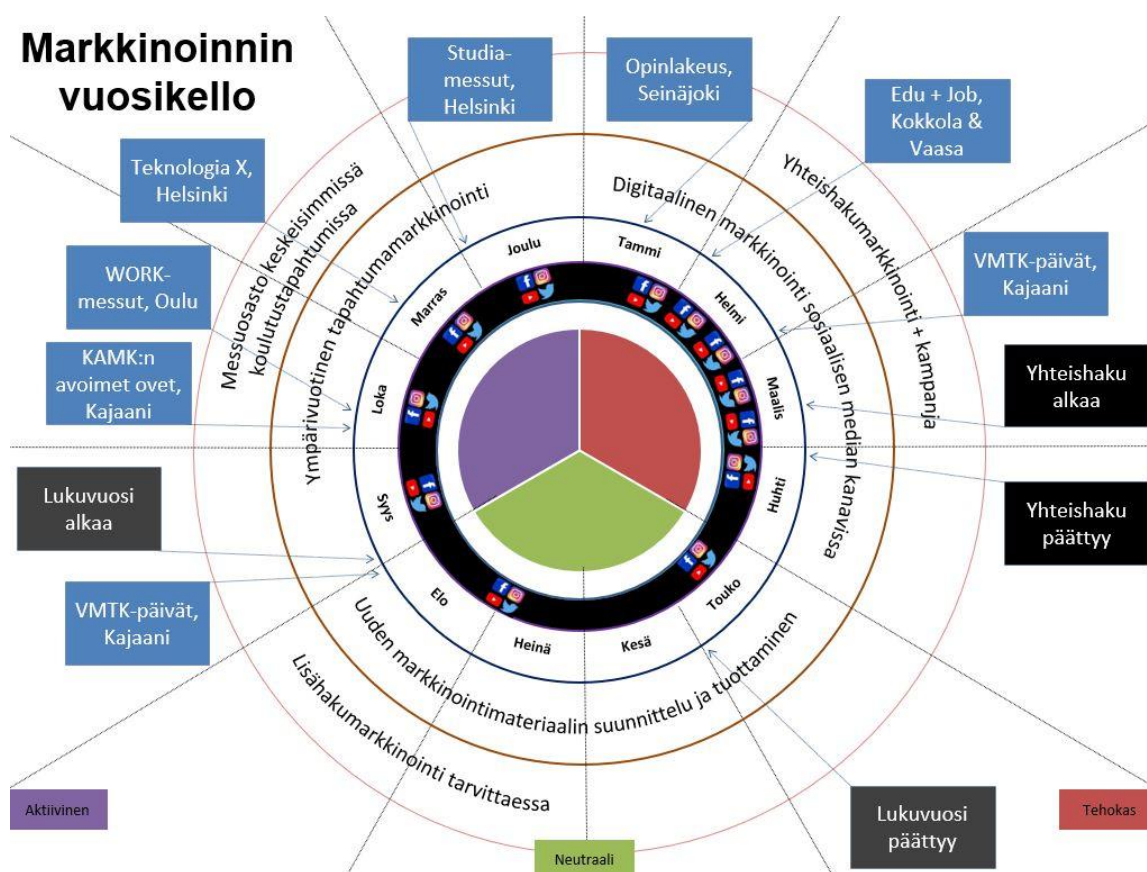 Markkinoinnin
vuosikello
Studia-
messut,
Helsinki
Opinlakeus,
Seinäjoki
Edu + Job,
Kokkola &
Vaasa
Teknologia X,
Helsinki
WORK-
messut, Oulu
KAMK:n
avoimet ovet,
Kajaani
Lukuvuosi
alkaa
VMTK-päivät,
Kajaani
VMTK-päivät,
Kajaani
Yhteishaku
alkaa
Yhteishaku
päättyy
Lukuvuosi
päättyy
Messuosasto keskeisimmissä
koulutustapahtumissa
Ympärivuotinen tapahtumamarkkinointi
Digitaalinen markkinointi sosiaalisen median kanavissa
Yhteishakumarkkinointi + kampanja
Uuden markkinointimateriaalin suunnittelu ja tuottaminen
Lisähakumarkkinointi tarvittaessa
Tammi
Helmi
Maalis
Huhti
Touko
Kesä
Heinä
Elo
Syys
Loka
Marras
Joulu
Aktiivinen
Neutraali
Tehokas